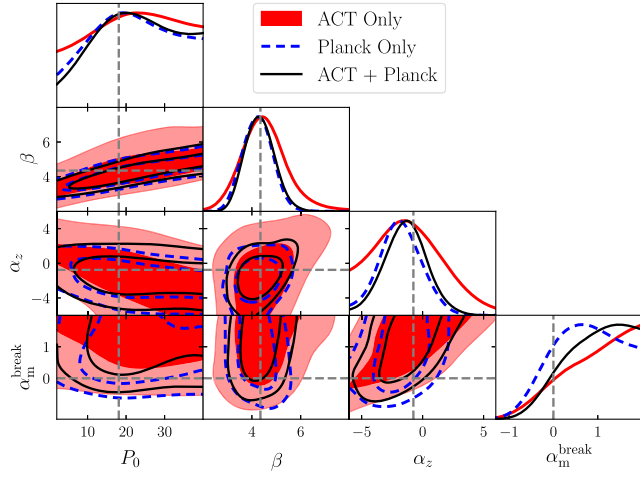 ACT Only
Planck Only
ACT + Planck
β
6
4
α_z
4
0
−4
α_m^break
1
0
10 20 30
4 6
−5 0 5
−1 0 1
P_0
β
α_z
α_m^break